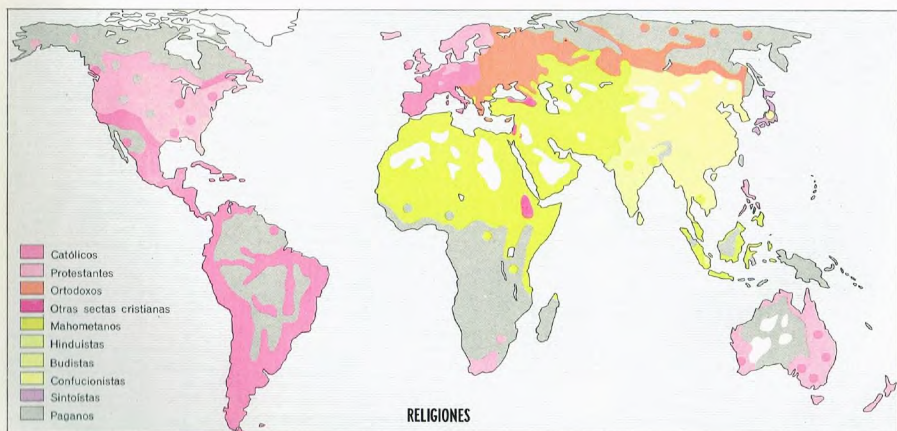 Católicos
Protestantes
Ortodoxos
Otras sectas cristianas
Mahometanos
Hinduistas
Budistas
Confucionistas
Sintoístas
Paganos
RELIGIONES